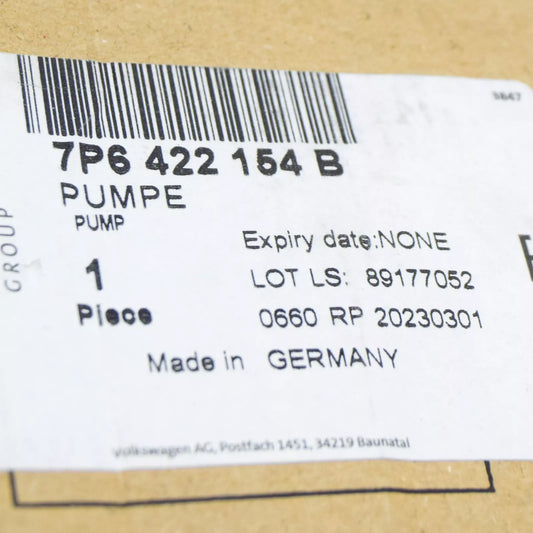 5847
7P6 422 154 B
PUMPE
PUMP
Expiry date:NONE
1
LOT LS: 89177052
Piece
0660 RP 20230301
Made in GERMANY
GROUP
Volkswagen AG, Postfach 1451, 34219 Baunatal